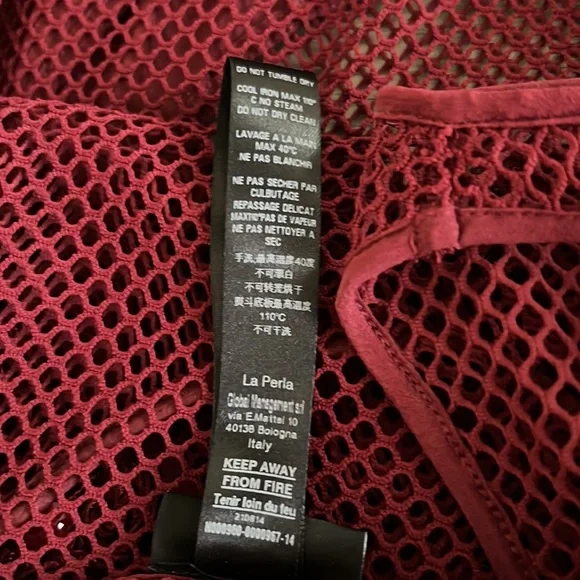 DO NOT TUMBLE DRY
COOL IRON MAX 110°
C NO STEAM
DO NOT DRY CLEAN
LAVAGE A LA MAIN
MAX 40°C
NE PAS BLANCHIR
NE PAS SECHER PAR
CULBUTAGE
REPASSAGE DELICAT
MAX110°PAS DE VAPEUR
NE PAS NETTOYER A
SEC
手洗,最高温度40度
不可漂白
不可转笼烘干
熨斗底板最高温度
110°C
不可干洗
La Perla
Global Management srl
via E.Mattei 10
40138 Bologna
Italy
KEEP AWAY
FROM FIRE
Tenir loin du feu
210614